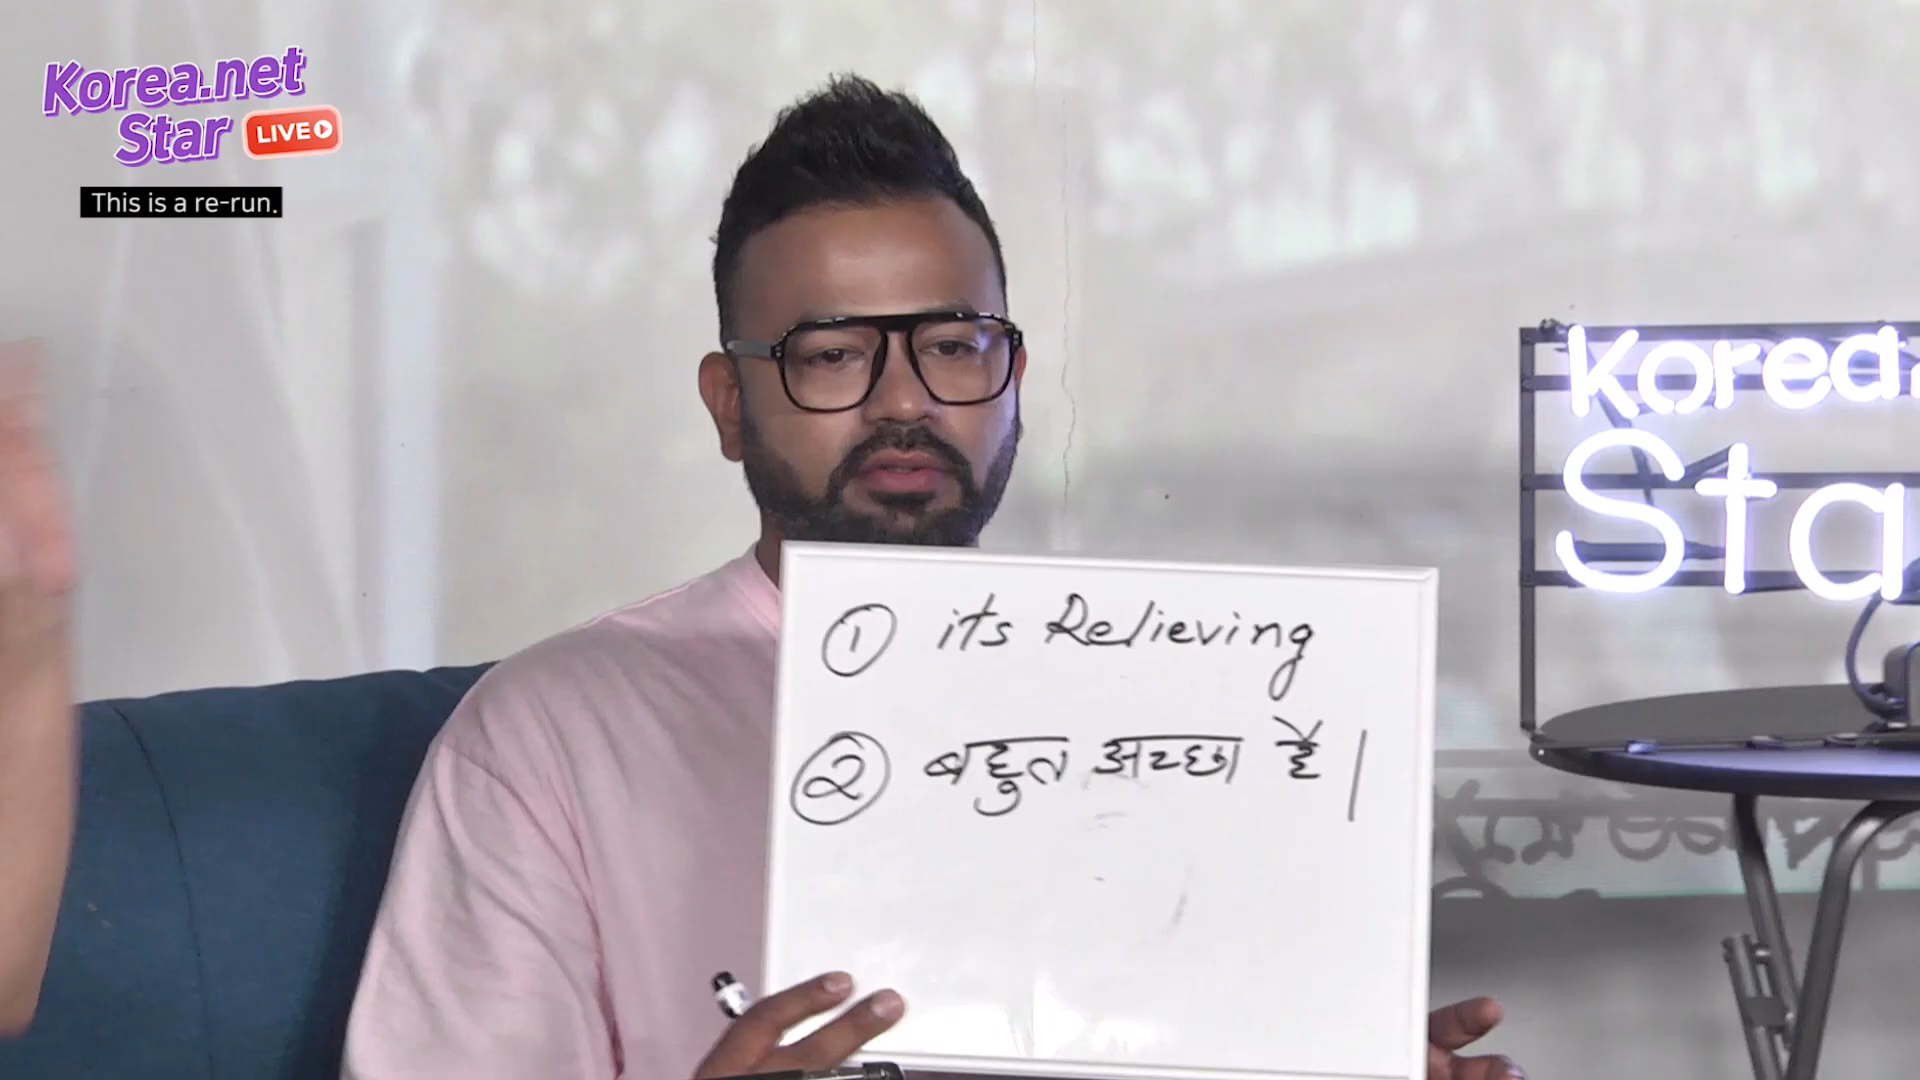 Korea.net
Star LIVE
This is a re-run.
① its Relieving
② बहुत अच्छा है।
Korea
Sta